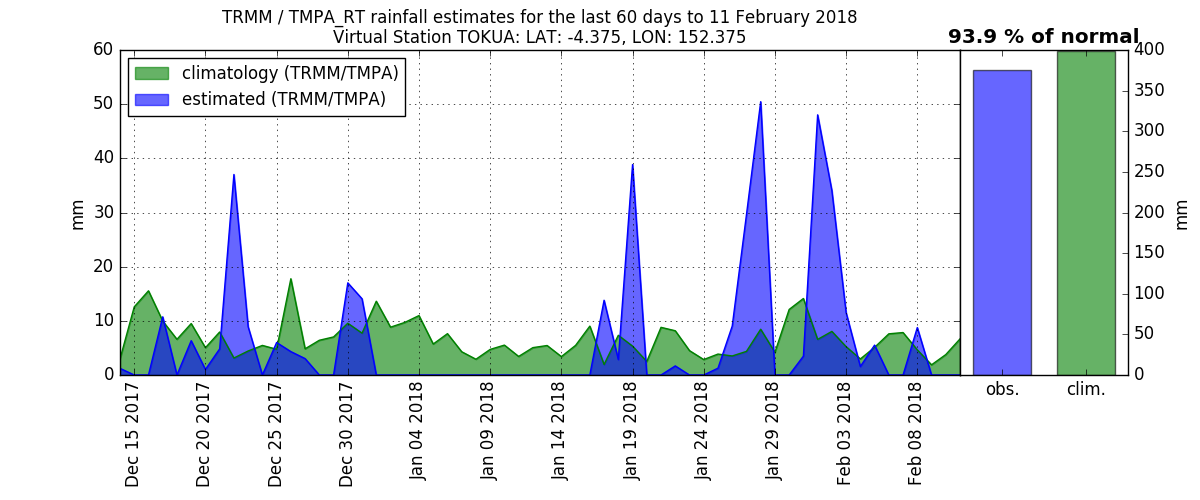 TRMM / TMPA_RT rainfall estimates for the last 60 days to 11 February 2018
Virtual Station TOKUA: LAT: -4.375, LON: 152.375
93.9 % of normal
climatology (TRMM/TMPA)
estimated (TRMM/TMPA)
60
50
40
30
20
10
0
mm
Dec 15 2017
Dec 20 2017
Dec 25 2017
Dec 30 2017
Jan 04 2018
Jan 09 2018
Jan 14 2018
Jan 19 2018
Jan 24 2018
Jan 29 2018
Feb 03 2018
Feb 08 2018
obs.
clim.
400
350
300
250
200
150
100
50
0
mm